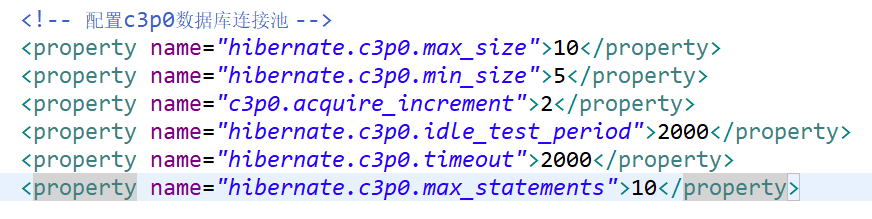 <!-- 配置c3p0数据库连接池 -->
<property name="hibernate.c3p0.max_size">10</property>
<property name="hibernate.c3p0.min_size">5</property>
<property name="c3p0.acquire_increment">2</property>
<property name="hibernate.c3p0.idle_test_period">2000</property>
<property name="hibernate.c3p0.timeout">2000</property>
<property name="hibernate.c3p0.max_statements">10</property>